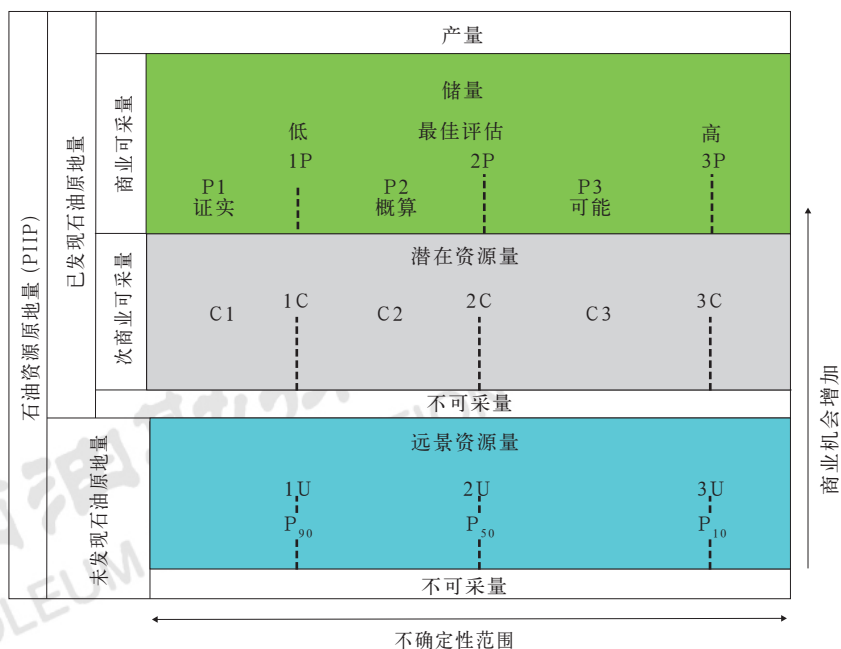 产量
储量
低 最佳评估 高
1P 2P 3P
P1 P2 P3
证实 概算 可能
潜在资源量
C1 1C C2 2C C3 3C
不可采量
远景资源量
1U 2U 3U
P90 P50 P10
不可采量
石油资源原地量(PIIP)
已发现石油原地量
未发现石油原地量
商业可采量
次商业可采量
商业机会增加
不确定性范围